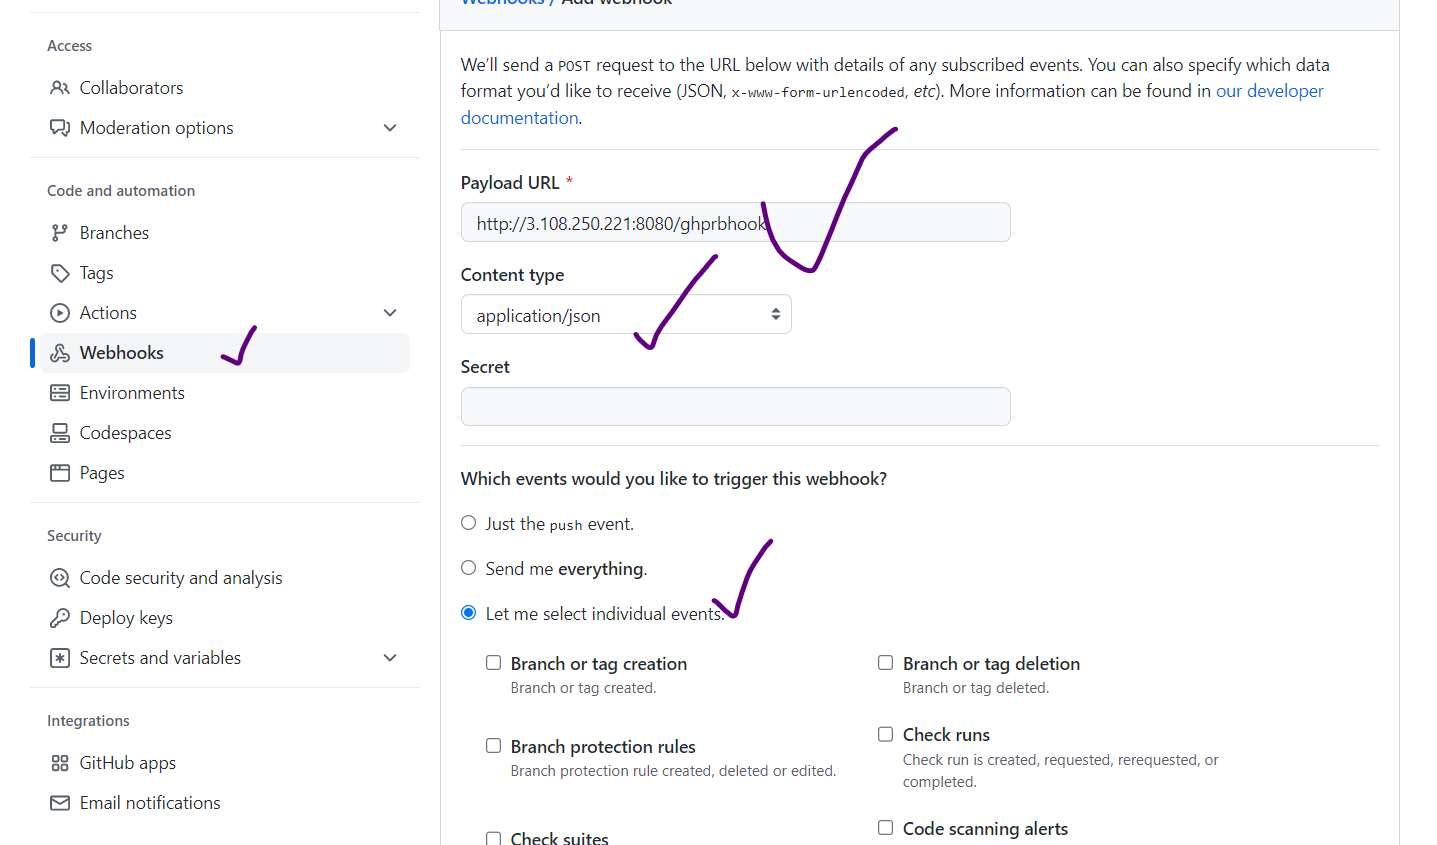 Webhooks / Add webhook
Access
Collaborators
Moderation options
Code and automation
Branches
Tags
Actions
Webhooks
Environments
Codespaces
Pages
Security
Code security and analysis
Deploy keys
Secrets and variables
Integrations
GitHub apps
Email notifications
We’ll send a POST request to the URL below with details of any subscribed events. You can also specify which data
format you’d like to receive (JSON, x-www-form-urlencoded, etc). More information can be found in our developer
documentation.
Payload URL *
http://3.108.250.221:8080/ghprbhook
Content type
application/json
Secret
Which events would you like to trigger this webhook?
Just the push event.
Send me everything.
Let me select individual events.
Branch or tag creation
Branch or tag created.
Branch or tag deletion
Branch or tag deleted.
Branch protection rules
Branch protection rule created, deleted or edited.
Check runs
Check run is created, requested, rerequested, or
completed.
Check suites
Code scanning alerts